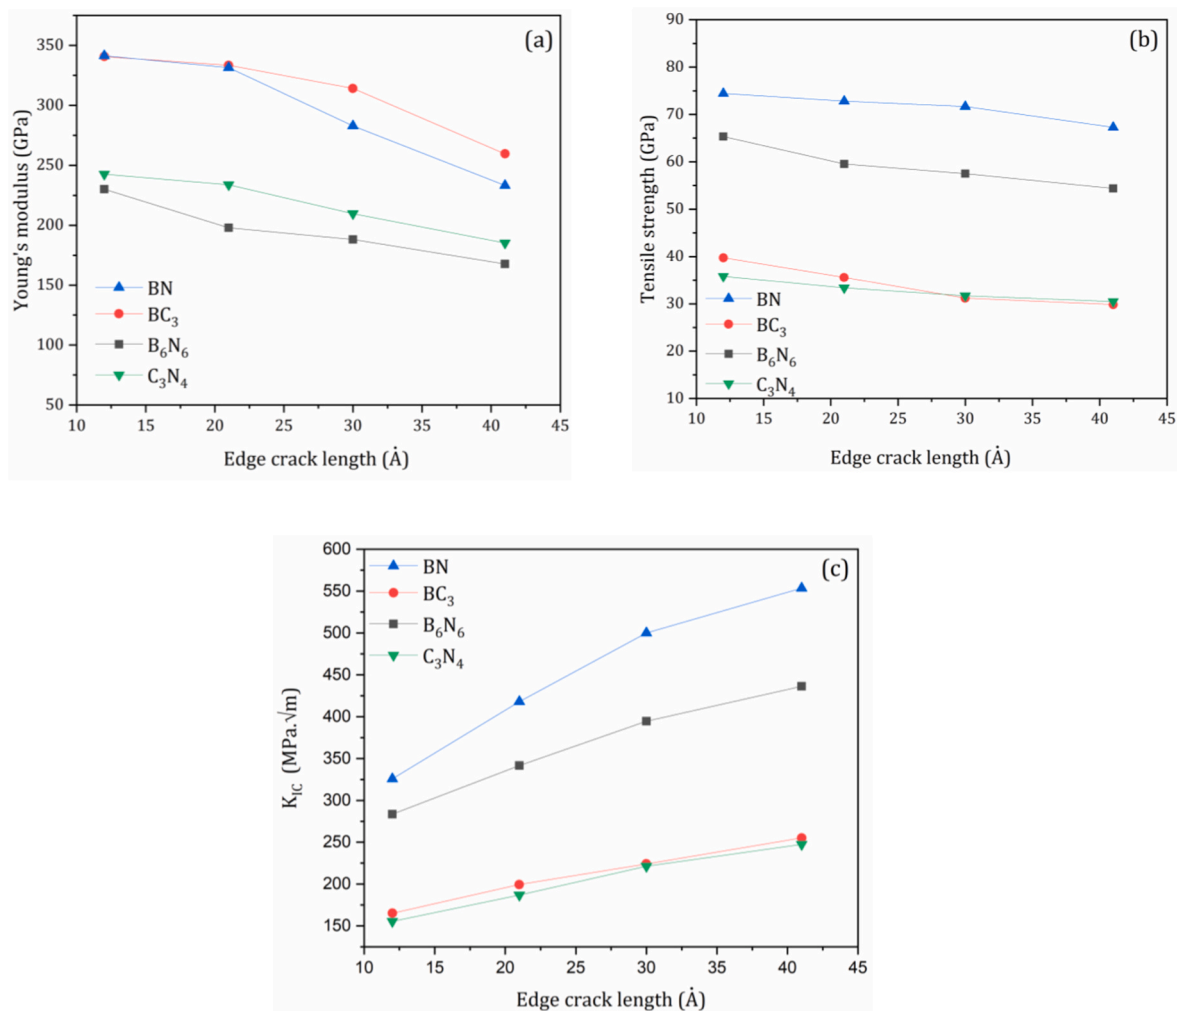 (a)
Young's modulus (GPa)
350
300
250
200
150
100
50
BN
BC₃
B₆N₆
C₃N₄
10 15 20 25 30 35 40 45
Edge crack length (Ȧ)
(b)
Tensile strength (GPa)
90
80
70
60
50
40
30
20
10
BN
BC₃
B₆N₆
C₃N₄
10 15 20 25 30 35 40 45
Edge crack length (Ȧ)
(c)
K_IC (MPa.√m)
600
550
500
450
400
350
300
250
200
150
BN
BC₃
B₆N₆
C₃N₄
10 15 20 25 30 35 40 45
Edge crack length (Ȧ)